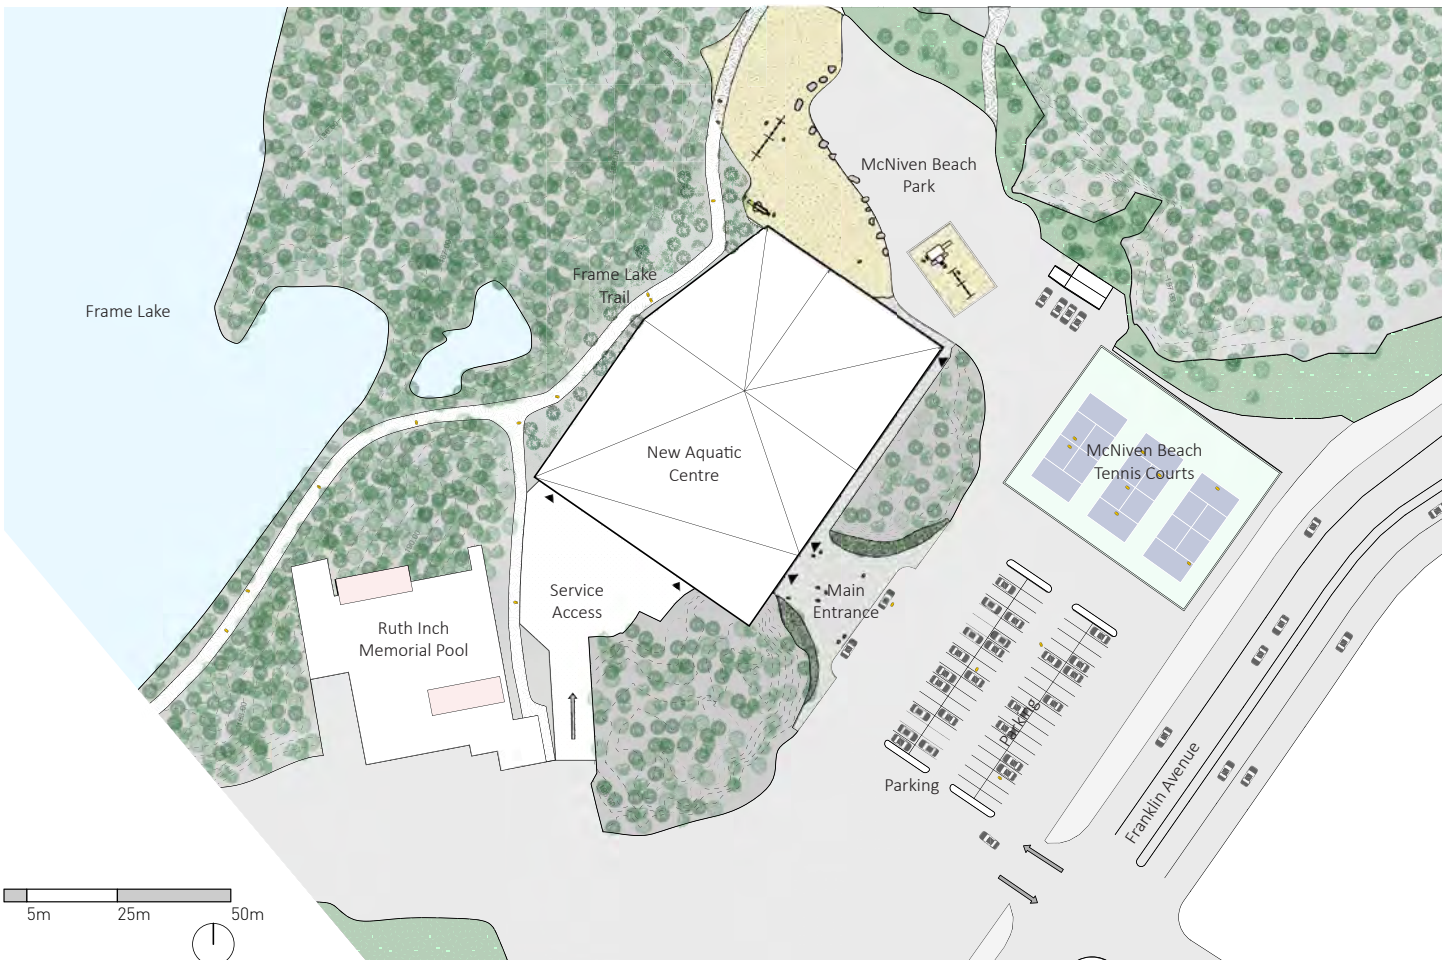 McNiven Beach
Park
Frame Lake
Trail
Frame Lake
New Aquatic
Centre
McNiven Beach
Tennis Courts
Service
Access
Main
Entrance
Ruth Inch
Memorial Pool
Parking
Parking
Franklin Avenue
5m
25m
50m